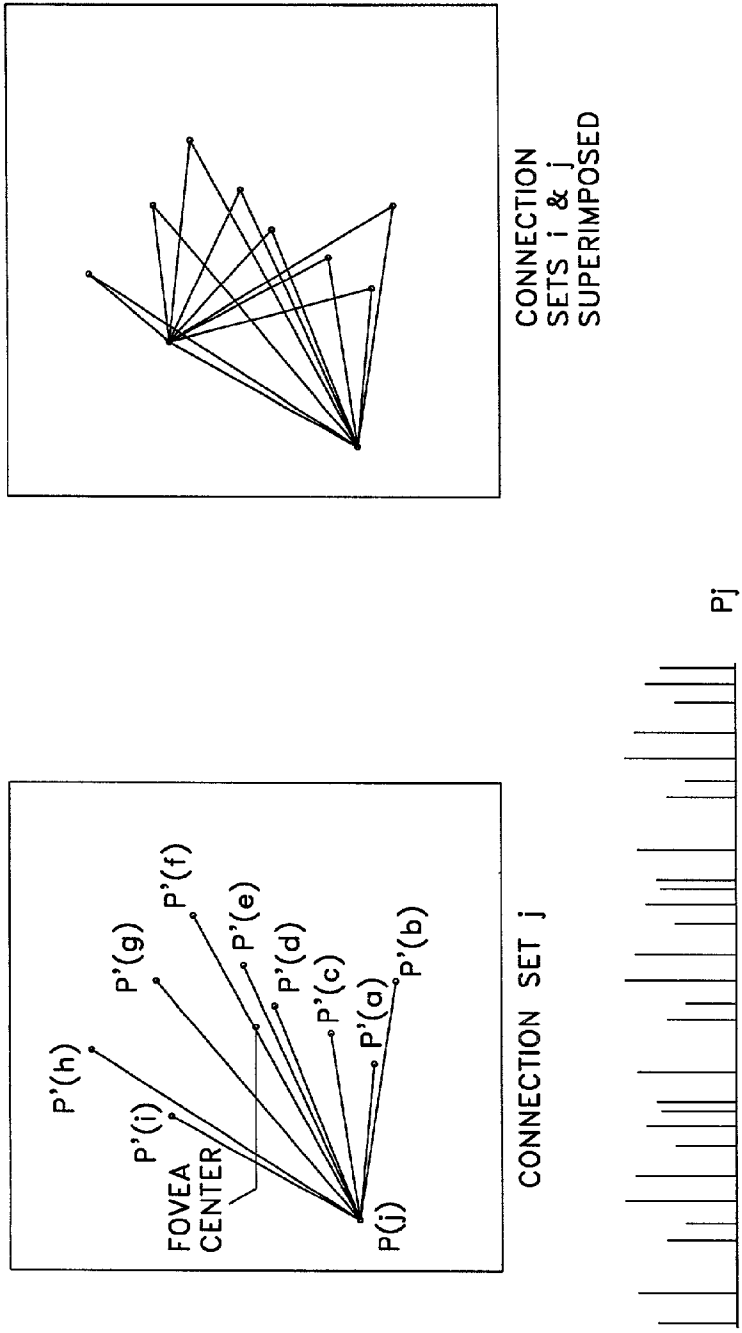 P'(h)
P'(g)
P'(i)
P'(f)
FOVEA
CENTER
P'(e)
P'(d)
P'(c)
P'(a)
P'(b)
P(j)
CONNECTION SET j
CONNECTION
SETS i & j
SUPERIMPOSED
Pj